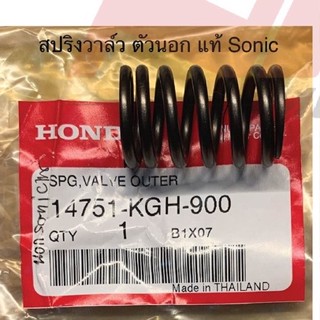 สปริงวาล์ว ตัวนอก แท้ Sonic
SPG,VALVE OUTER
14751-KGH-900
QTY 1 B1X07
Made in THAILAND